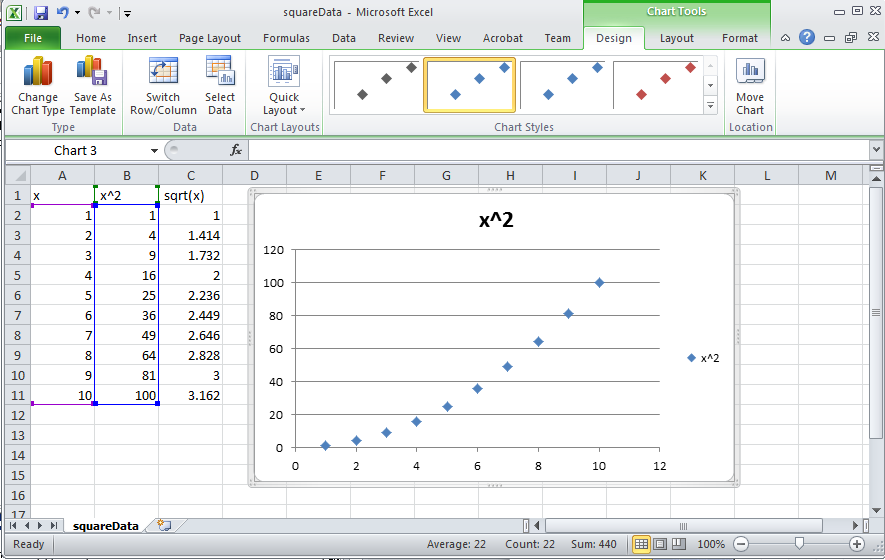 squareData - Microsoft Excel
Chart Tools
File Home Insert Page Layout Formulas Data Review View Acrobat Team Design Layout Format
Change Chart Type
Save As Template
Type
Switch Row/Column
Select Data
Data
Quick Layout
Chart Layouts
Chart Styles
Move Chart
Location
Chart 3
fx
A B C D E F G H I J K L M
1 x x^2 sqrt(x)
2 1 1 1
3 2 4 1.414
4 3 9 1.732
5 4 16 2
6 5 25 2.236
7 6 36 2.449
8 7 49 2.646
9 8 64 2.828
10 9 81 3
11 10 100 3.162
12
13
14
15
16
17
x^2
120
100
80
60
40
20
0
0 2 4 6 8 10 12
x^2
squareData
Ready Average: 22 Count: 22 Sum: 440 100%